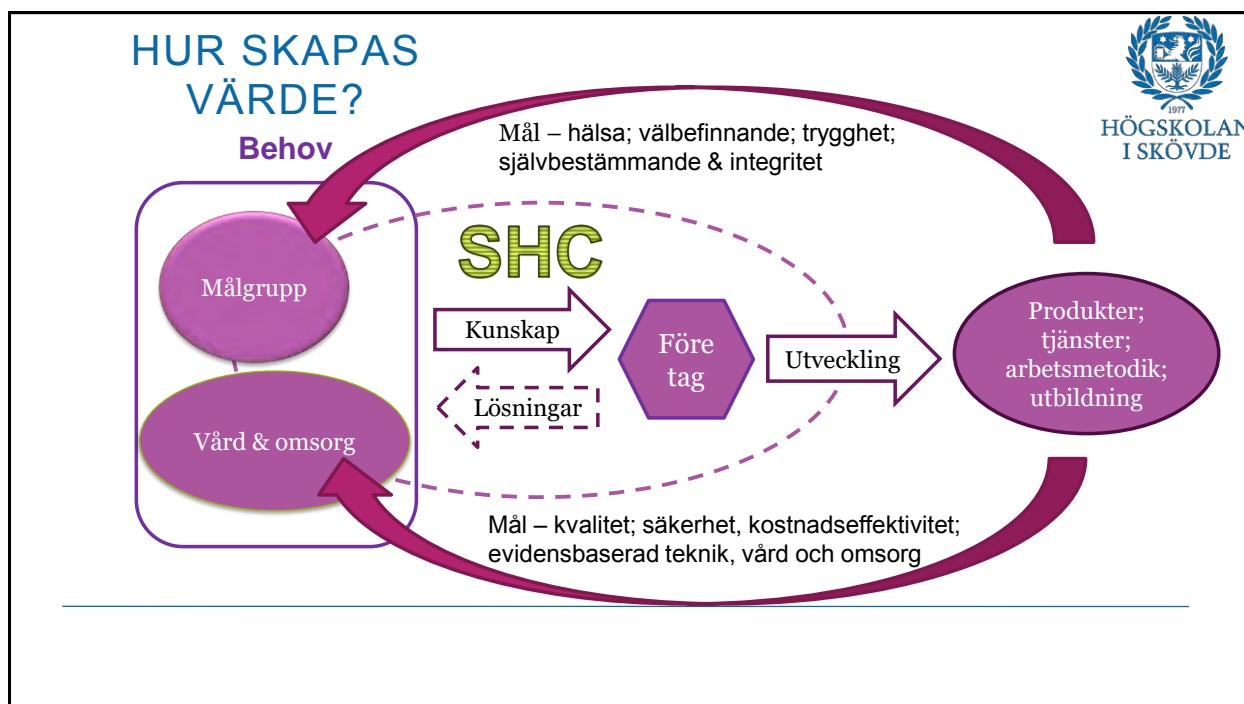 HUR SKAPAS
VÄRDE?
Behov
Mål – hälsa; välbefinnande; trygghet;
självbestämmande & integritet
1977
HÖGSKOLAN
I SKÖVDE
SHC
Målgrupp
Kunskap
Före
tag
Utveckling
Produkter;
tjänster;
arbetsmetodik;
utbildning
Lösningar
Vård & omsorg
Mål – kvalitet; säkerhet, kostnadseffektivitet;
evidensbaserad teknik, vård och omsorg